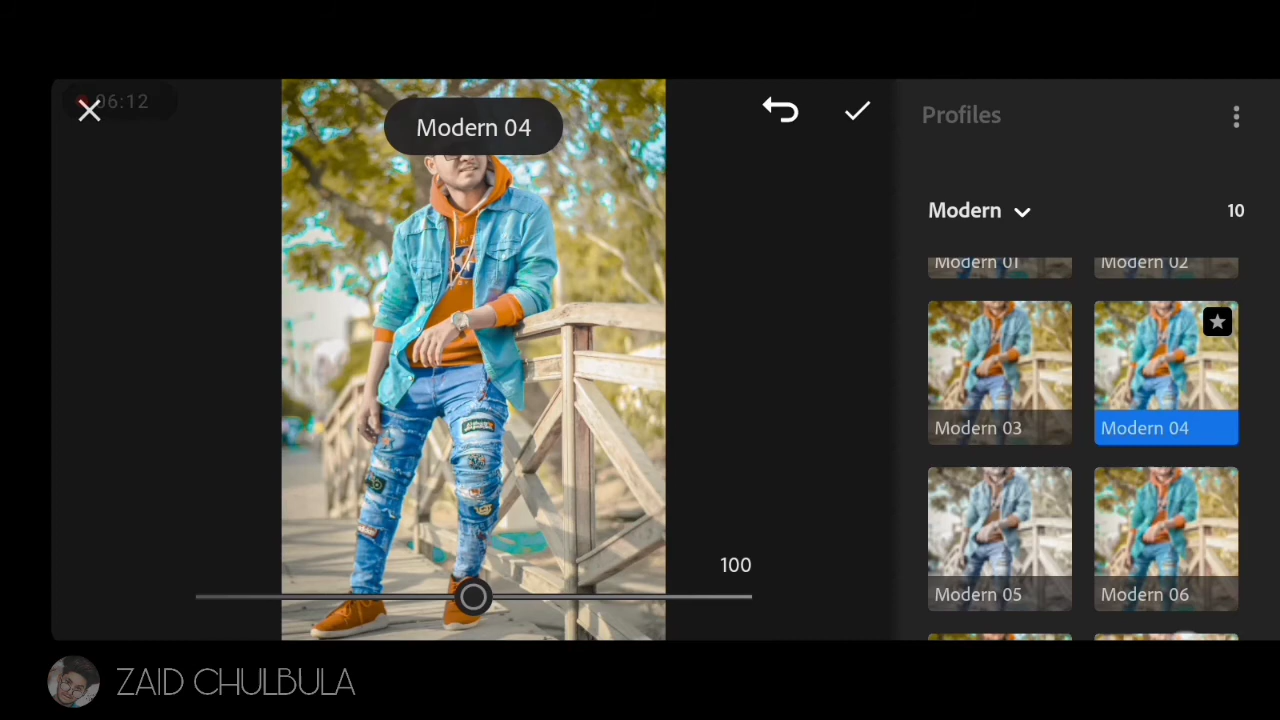 06:12
Modern 04
Profiles
Modern
10
Modern 01
Modern 02
Modern 03
Modern 04
Modern 05
Modern 06
100
ZAID CHULBULA